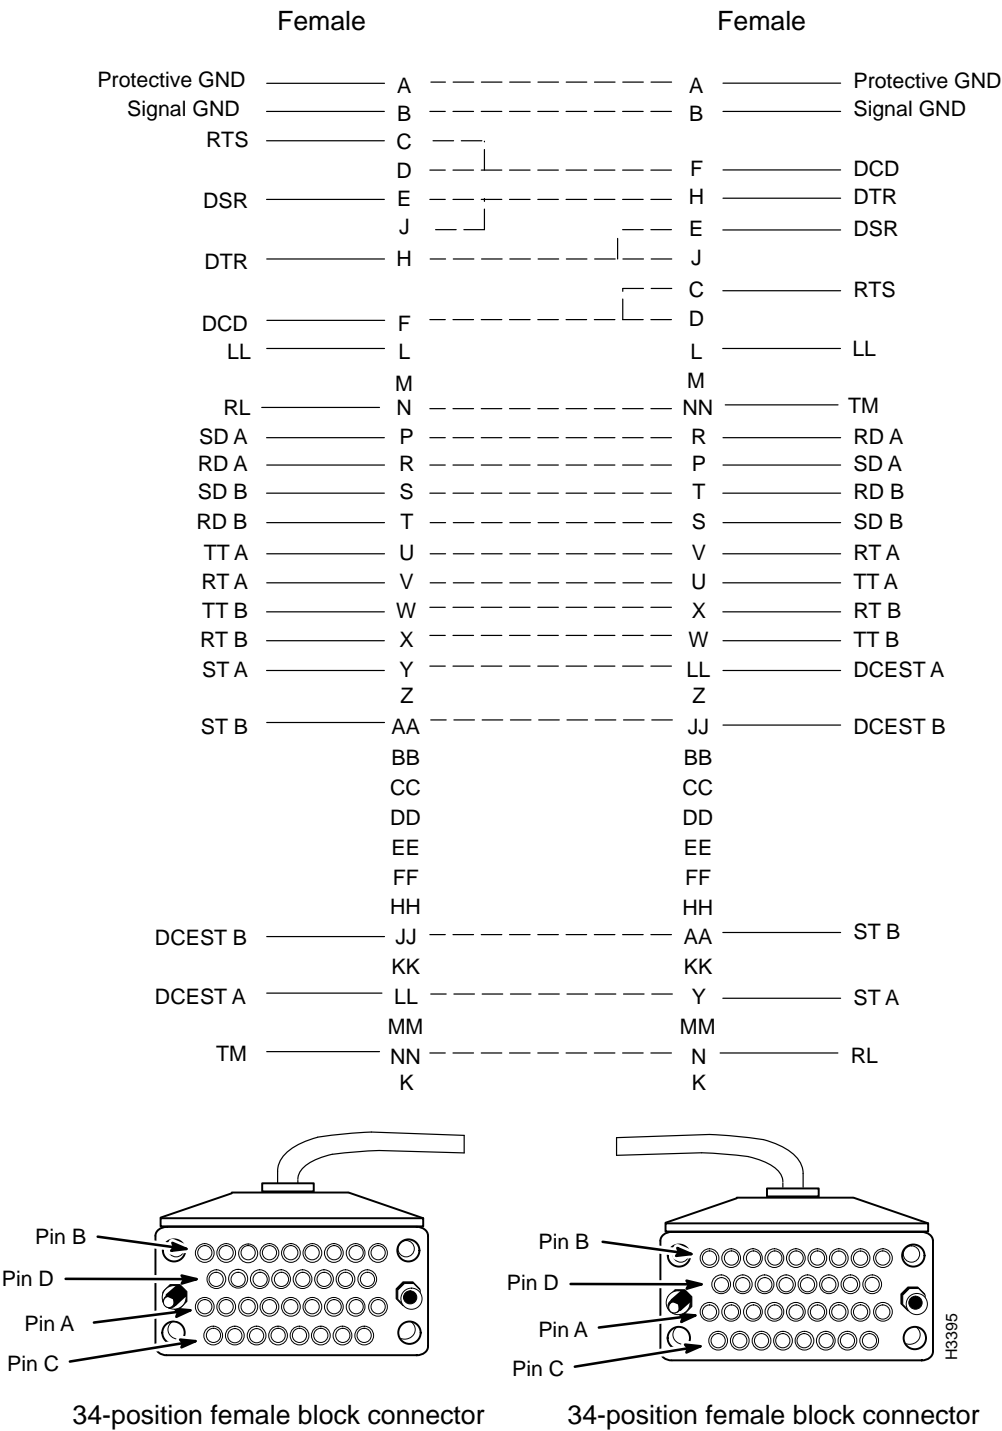 Female Female
Protective GND A A Protective GND
Signal GND B B Signal GND
RTS C
D F DCD
DSR E H DTR
J E DSR
DTR H J
C RTS
DCD F D
LL L L LL
M M
RL N NN TM
SD A P R RD A
RD A R P SD A
SD B S T RD B
RD B T S SD B
TT A U V RT A
RT A V U TT A
TT B W X RT B
RT B X W TT B
ST A Y LL DCEST A
Z Z
ST B AA JJ DCEST B
BB BB
CC CC
DD DD
EE EE
FF FF
HH HH
DCEST B JJ AA ST B
KK KK
DCEST A LL Y ST A
MM MM
TM NN N RL
K K
Pin B Pin B
Pin D Pin D
Pin A Pin A
Pin C Pin C
H3395
34-position female block connector 34-position female block connector